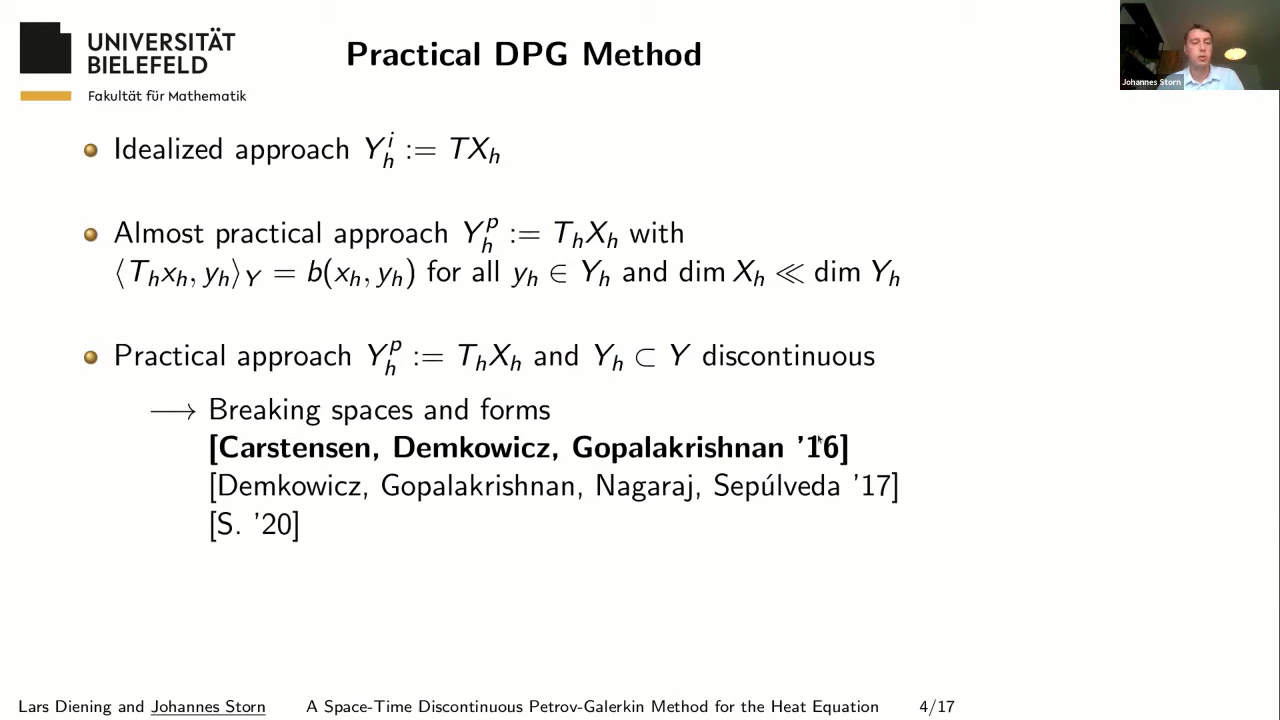 UNIVERSITÄT
BIELEFELD
Fakultät für Mathematik
Practical DPG Method
Johannes Storn
Idealized approach Y_h^i := TX_h
Almost practical approach Y_h^p := T_hX_h with
⟨T_hx_h, y_h⟩_Y = b(x_h, y_h) for all y_h ∈ Y_h and dim X_h ≪ dim Y_h
Practical approach Y_h^p := T_hX_h and Y_h ⊂ Y discontinuous
⟶ Breaking spaces and forms
[Carstensen, Demkowicz, Gopalakrishnan ’16]
[Demkowicz, Gopalakrishnan, Nagaraj, Sepúlveda ’17]
[S. ’20]
Lars Diening and Johannes Storn A Space-Time Discontinuous Petrov-Galerkin Method for the Heat Equation 4/17